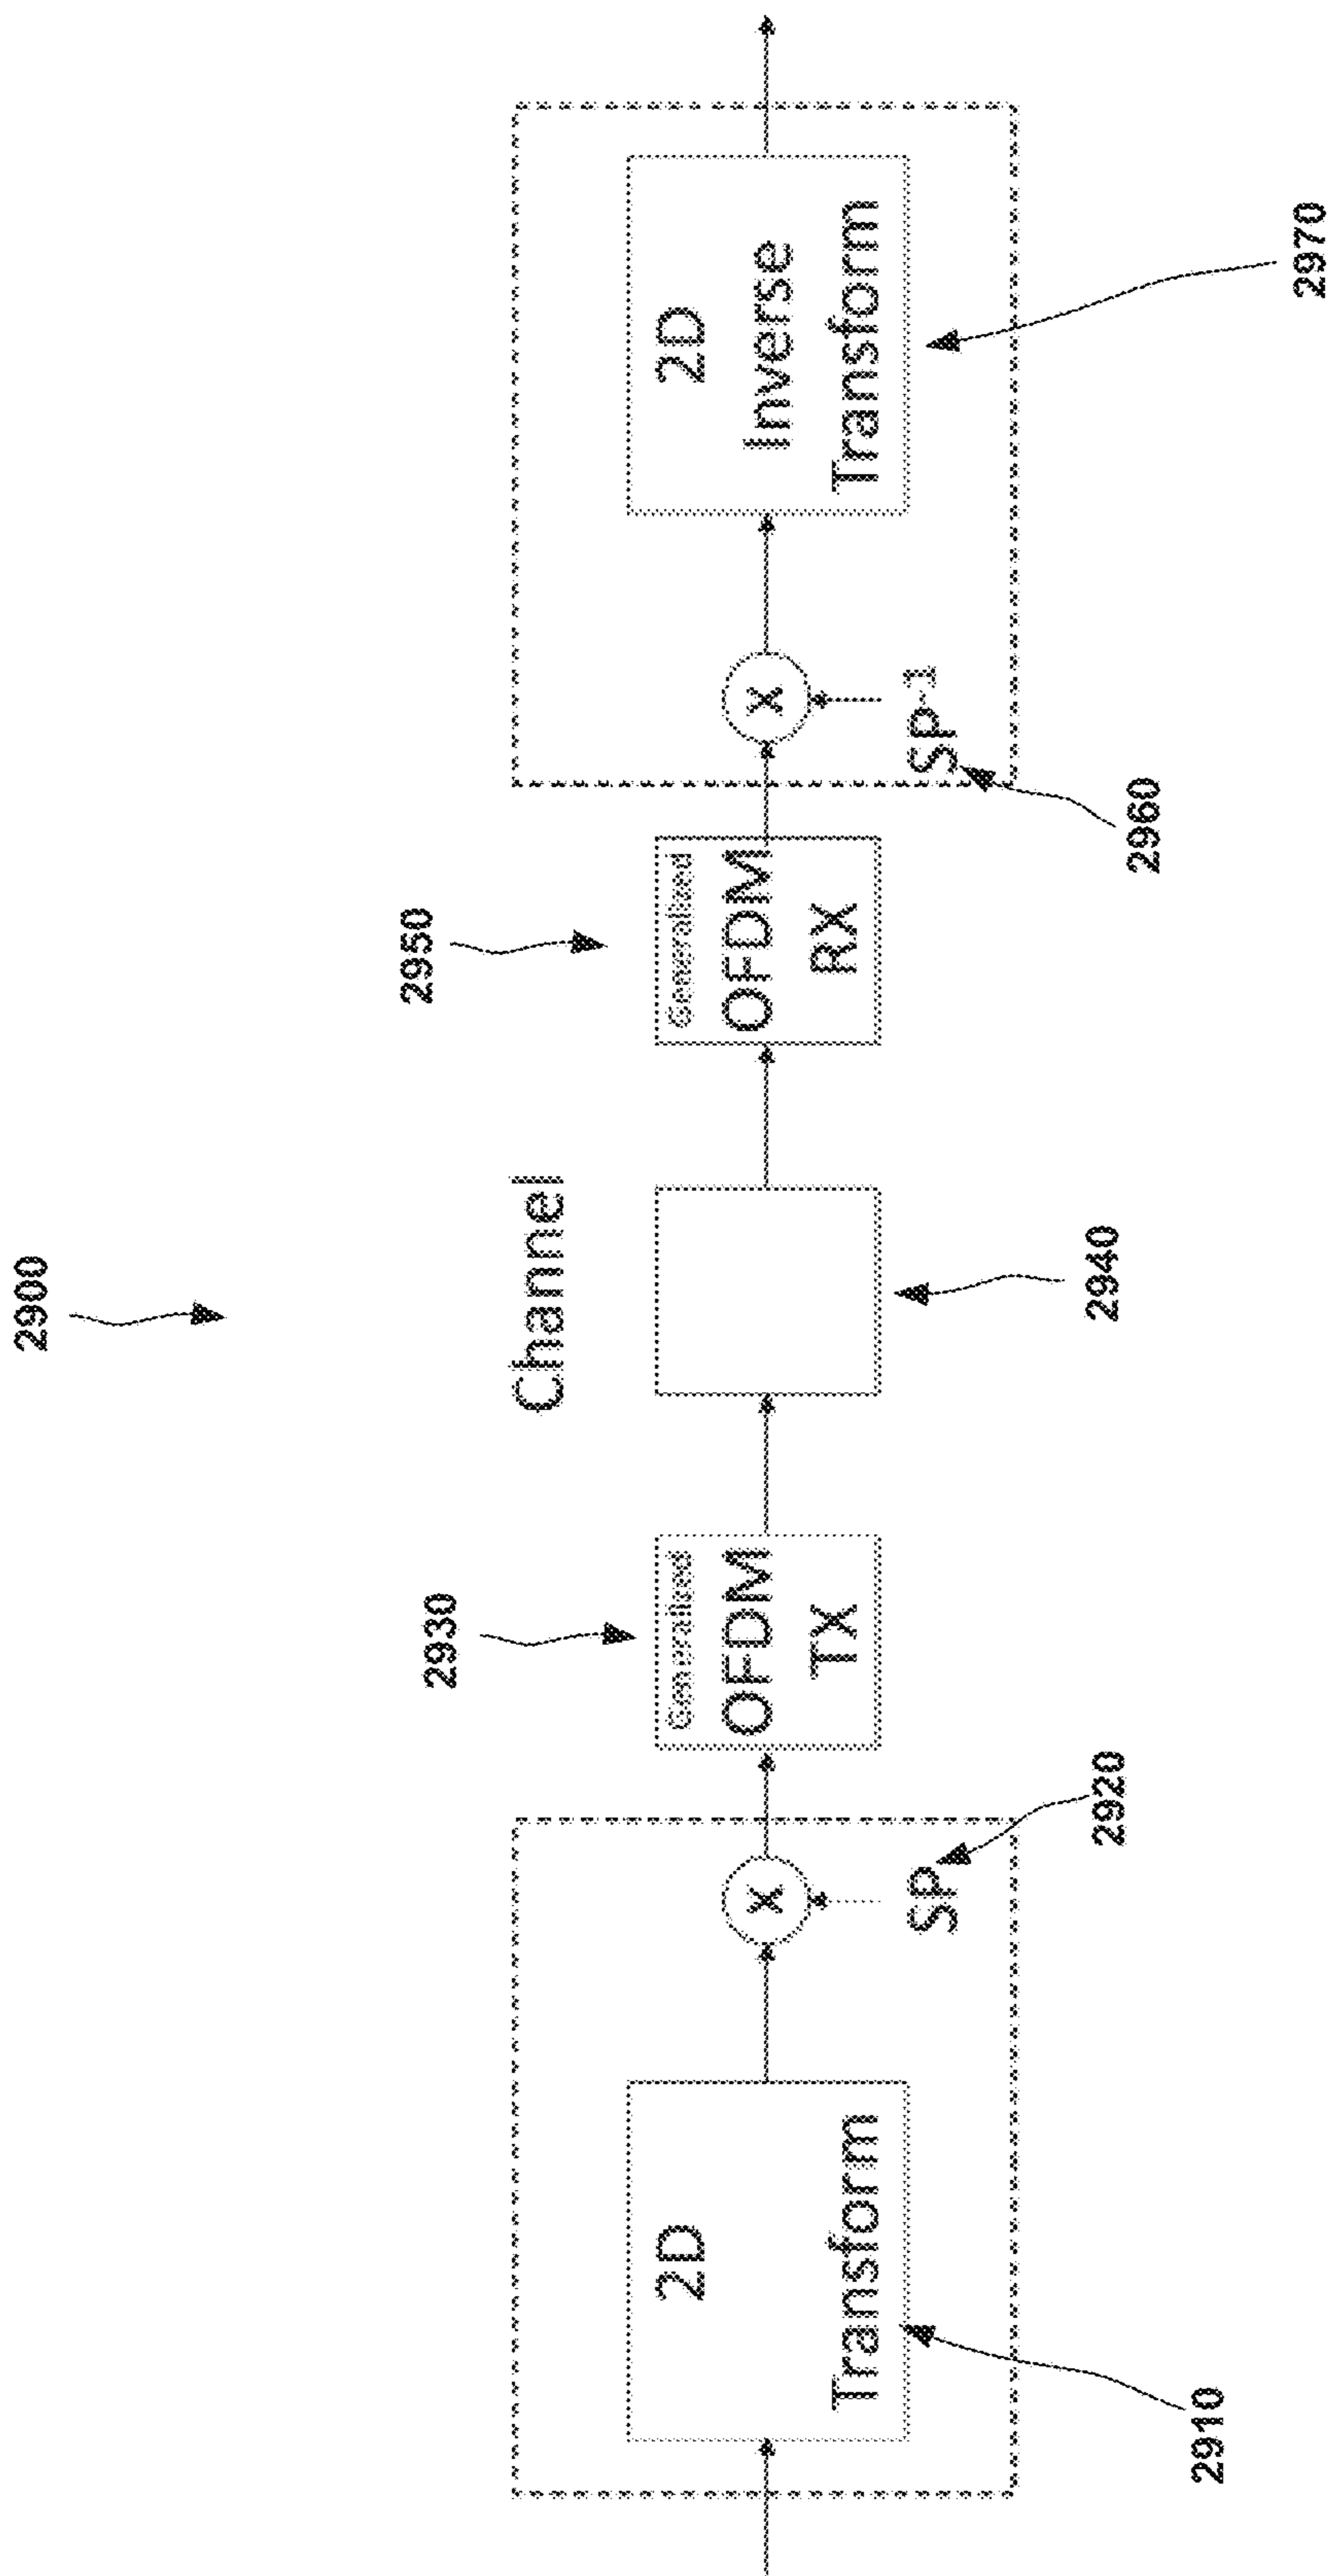 2900
2D
Transform
2910
SP
2920
Generalized
OFDM
TX
2930
Channel
2940
Generalized
OFDM
RX
2950
SP-1
2960
2D
Inverse
Transform
2970
x
x